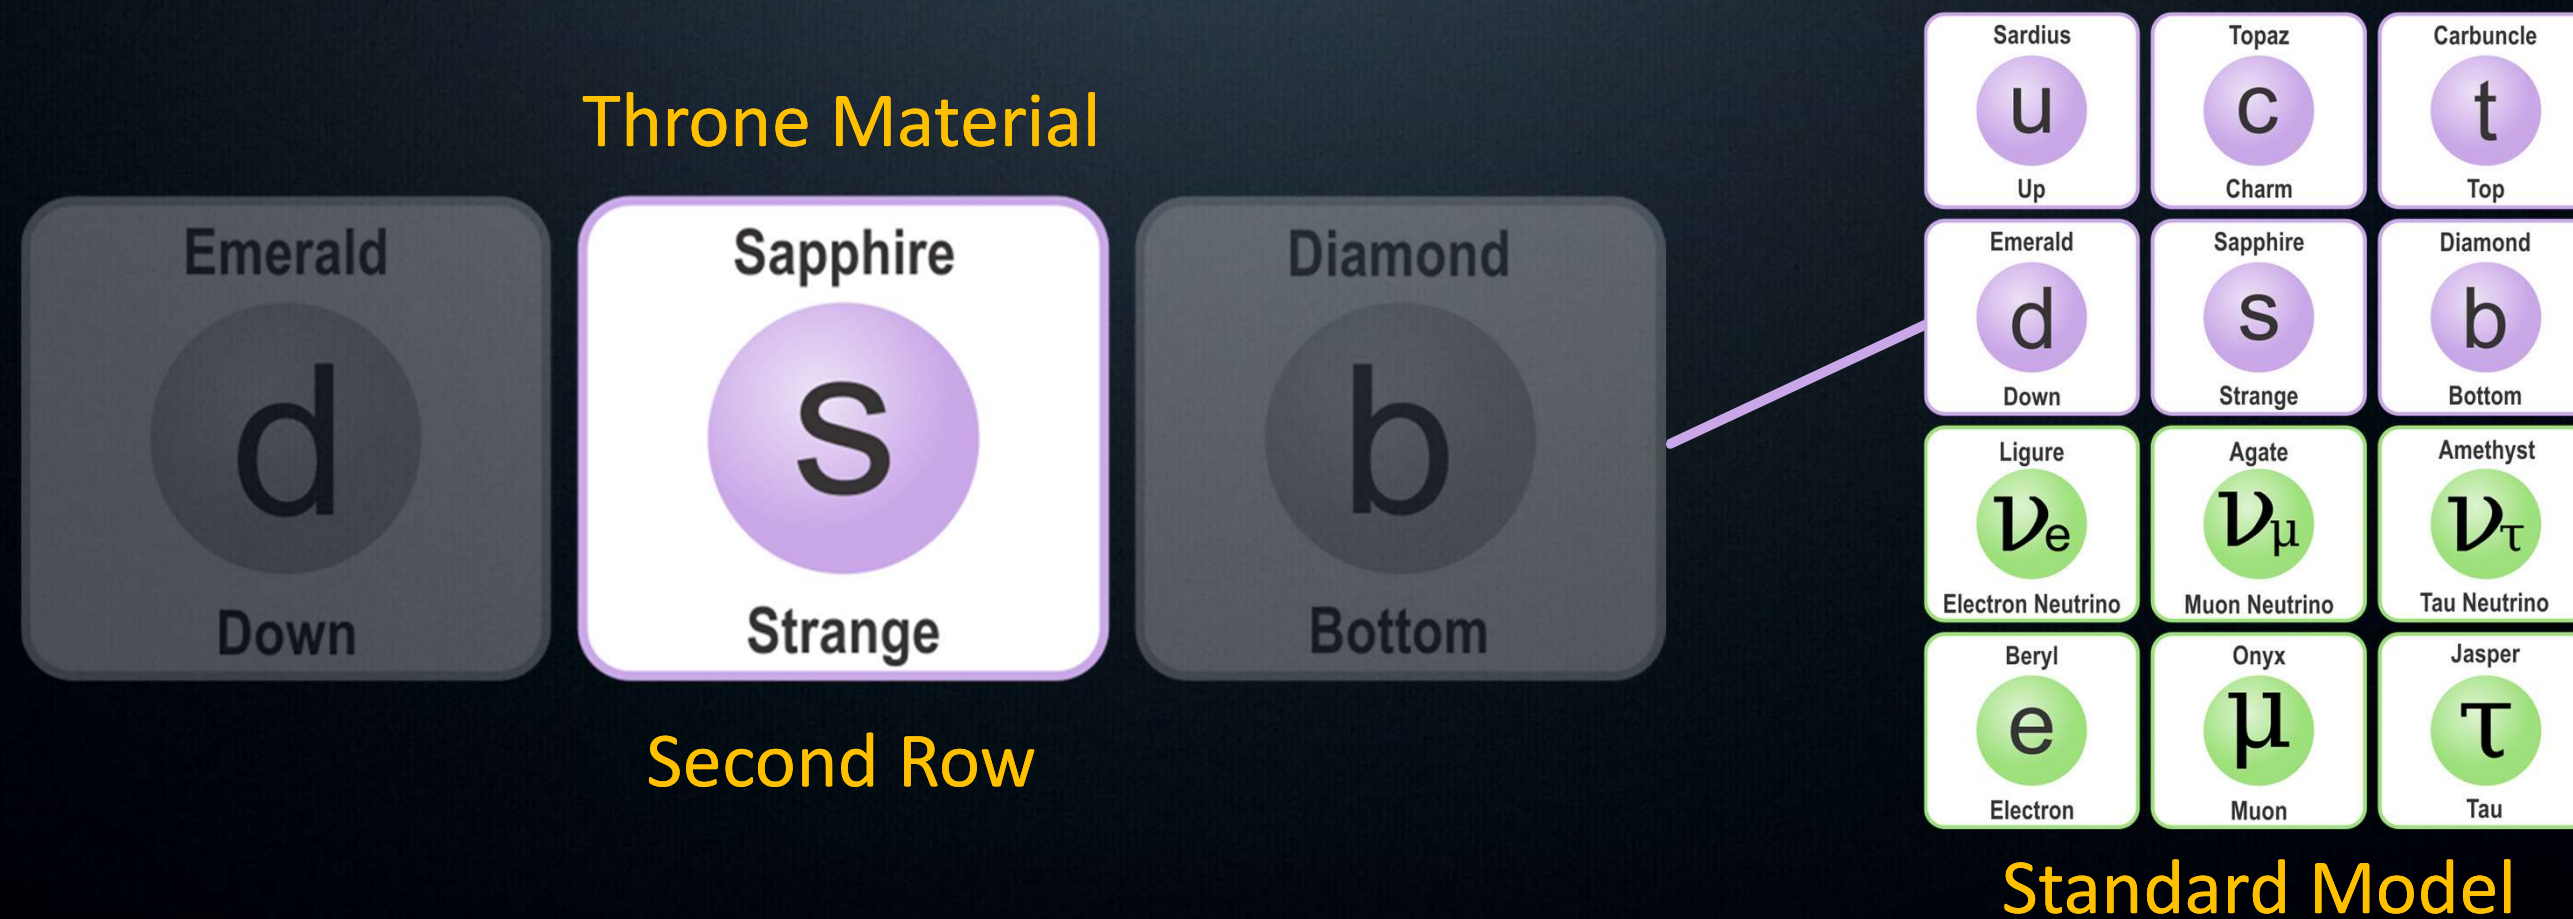 Throne Material
Emerald
d
Down
Sapphire
s
Strange
Diamond
b
Bottom
Second Row
Sardius
u
Up
Topaz
c
Charm
Carbuncle
t
Top
Emerald
d
Down
Sapphire
s
Strange
Diamond
b
Bottom
Ligure
νe
Electron Neutrino
Agate
νμ
Muon Neutrino
Amethyst
ντ
Tau Neutrino
Beryl
e
Electron
Onyx
μ
Muon
Jasper
τ
Tau
Standard Model